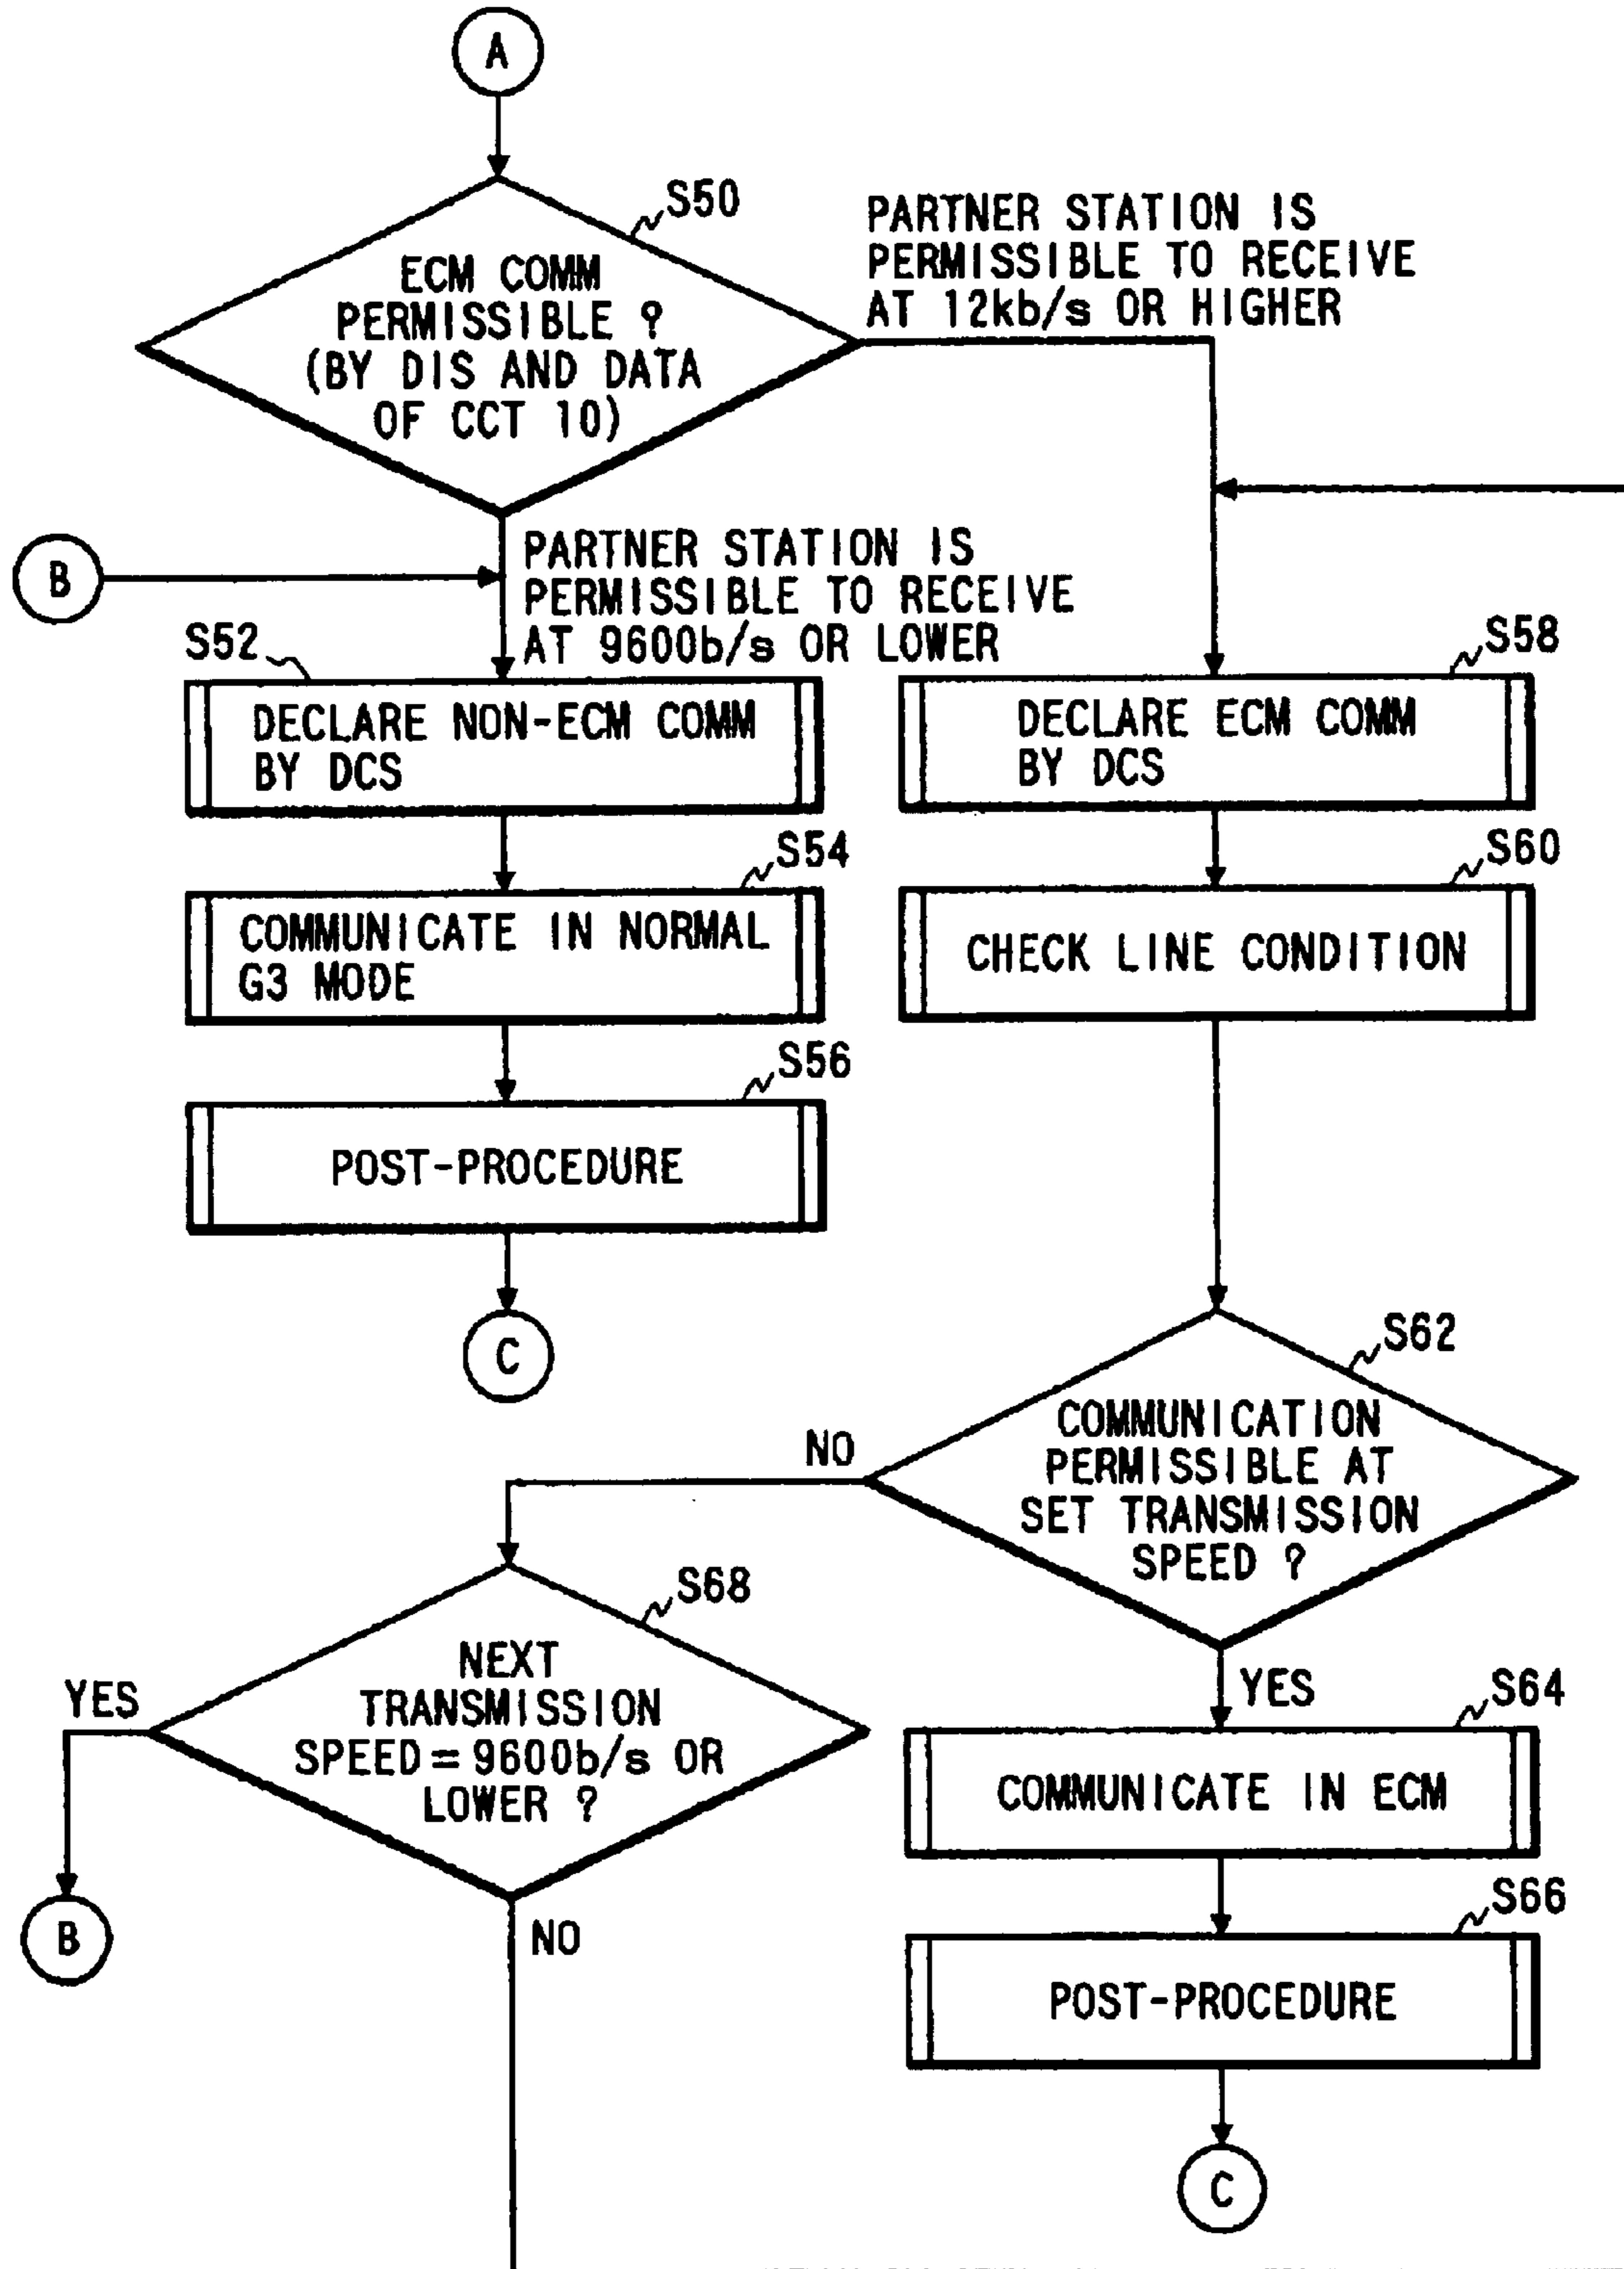 A
S50
ECM COMM
PERMISSIBLE ?
(BY DIS AND DATA
OF CCT 10)
PARTNER STATION IS
PERMISSIBLE TO RECEIVE
AT 12kb/s OR HIGHER
B
PARTNER STATION IS
PERMISSIBLE TO RECEIVE
AT 9600b/s OR LOWER
S52
DECLARE NON-ECM COMM
BY DCS
S58
DECLARE ECM COMM
BY DCS
S54
COMMUNICATE IN NORMAL
G3 MODE
S60
CHECK LINE CONDITION
S56
POST-PROCEDURE
C
S62
COMMUNICATION
PERMISSIBLE AT
SET TRANSMISSION
SPEED ?
NO
S68
NEXT
TRANSMISSION
SPEED = 9600b/s OR
LOWER ?
YES
B
NO
YES
S64
COMMUNICATE IN ECM
S66
POST-PROCEDURE
C